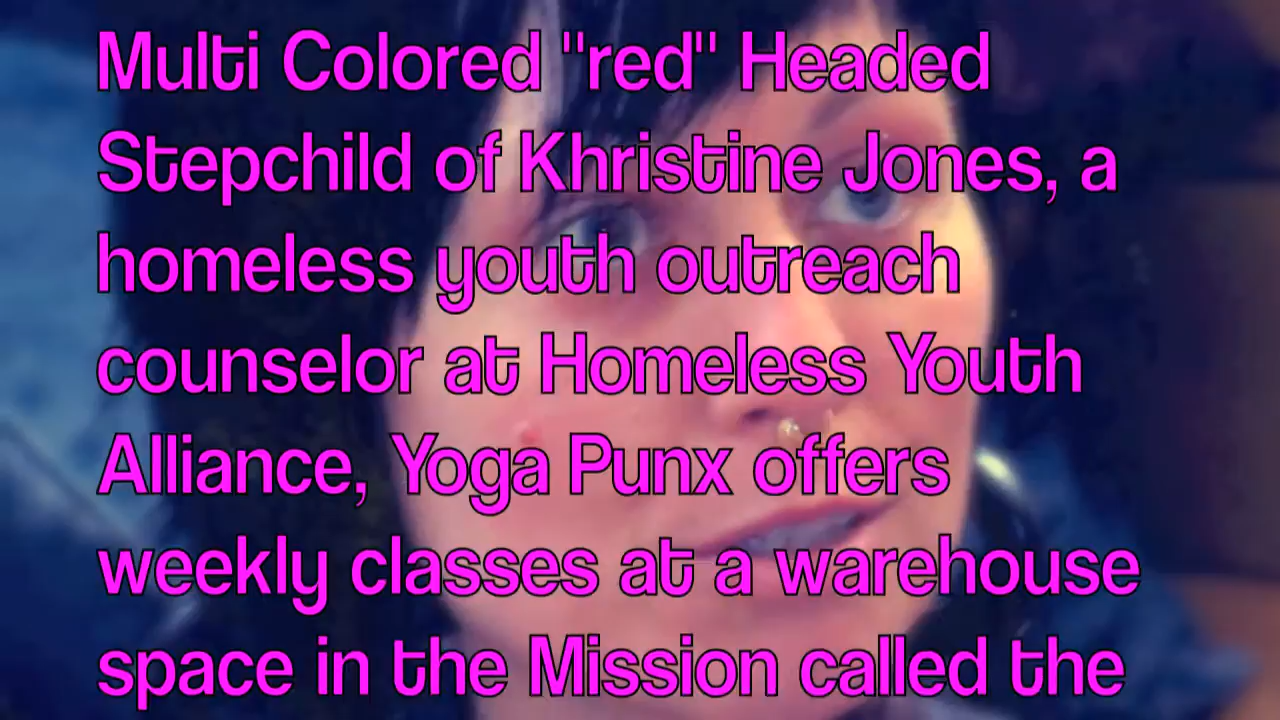 Multi Colored "red" Headed
Stepchild of Khristine Jones, a
homeless youth outreach
counselor at Homeless Youth
Alliance, Yoga Punx offers
weekly classes at a warehouse
space in the Mission called the